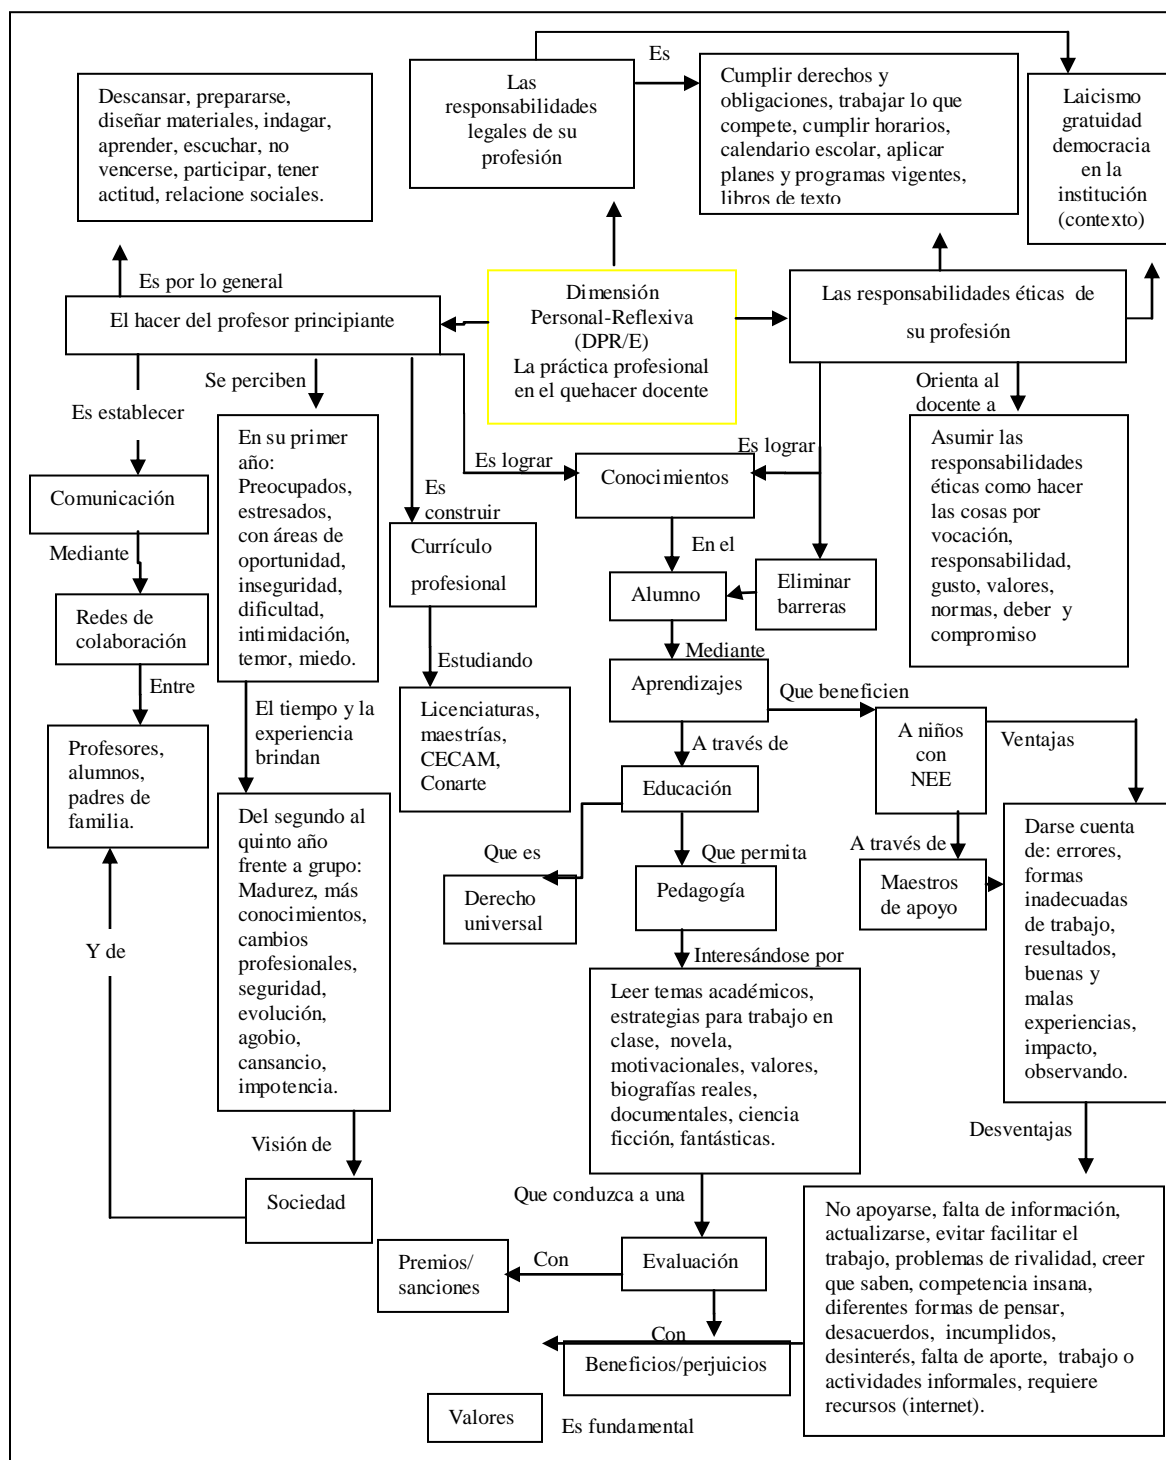 Descansar, prepararse,
diseñar materiales, indagar,
aprender, escuchar, no
vencerse, participar, tener
actitud, relacione sociales.
Las
responsabilidades
legales de su
profesión
Es
Cumplir derechos y
obligaciones, trabajar lo que
compete, cumplir horarios,
calendario escolar, aplicar
planes y programas vigentes,
libros de texto
Laicismo
gratuidad
democracia
en la
institución
(contexto)
Es por lo general
El hacer del profesor principiante
Dimensión
Personal-Reflexiva
(DPR/E)
La práctica profesional
en el quehacer docente
Las responsabilidades éticas de
su profesión
Se perciben
Es establecer
Orienta al
docente a
En su primer
año:
Preocupados,
estresados,
con áreas de
oportunidad,
inseguridad,
dificultad,
intimidación,
temor, miedo.
Es lograr
Es lograr
Conocimientos
Asumir las
responsabilidades
éticas como hacer
las cosas por
vocación,
responsabilidad,
gusto, valores,
normas, deber y
compromiso
Comunicación
Es
construir
Mediante
Currículo
profesional
En el
Alumno
Eliminar
barreras
Redes de
colaboración
Mediante
Estudiando
Aprendizajes
Que beneficien
Entre
El tiempo y la
experiencia
brindan
Licenciaturas,
maestrías,
CECAM,
Conarte
A niños
con
NEE
Ventajas
Profesores,
alumnos,
padres de
familia.
A través de
Educación
Del segundo al
quinto año
frente a grupo:
Madurez, más
conocimientos,
cambios
profesionales,
seguridad,
evolución,
agobio,
cansancio,
impotencia.
Que es
Que permita
A través de
Darse cuenta
de: errores,
formas
inadecuadas
de trabajo,
resultados,
buenas y
malas
experiencias,
impacto,
observando.
Derecho
universal
Pedagogía
Maestros
de apoyo
Y de
Interesándose por
Leer temas académicos,
estrategias para trabajo en
clase, novela,
motivacionales, valores,
biografías reales,
documentales, ciencia
ficción, fantásticas.
Visión de
Desventajas
Sociedad
Que conduzca a una
No apoyarse, falta de información,
actualizarse, evitar facilitar el
trabajo, problemas de rivalidad, creer
que saben, competencia insana,
diferentes formas de pensar,
desacuerdos, incumplidos,
desinterés, falta de aporte, trabajo o
actividades informales, requiere
recursos (internet).
Premios/
sanciones
Con
Evaluación
Con
Beneficios/perjuicios
Valores
Es fundamental